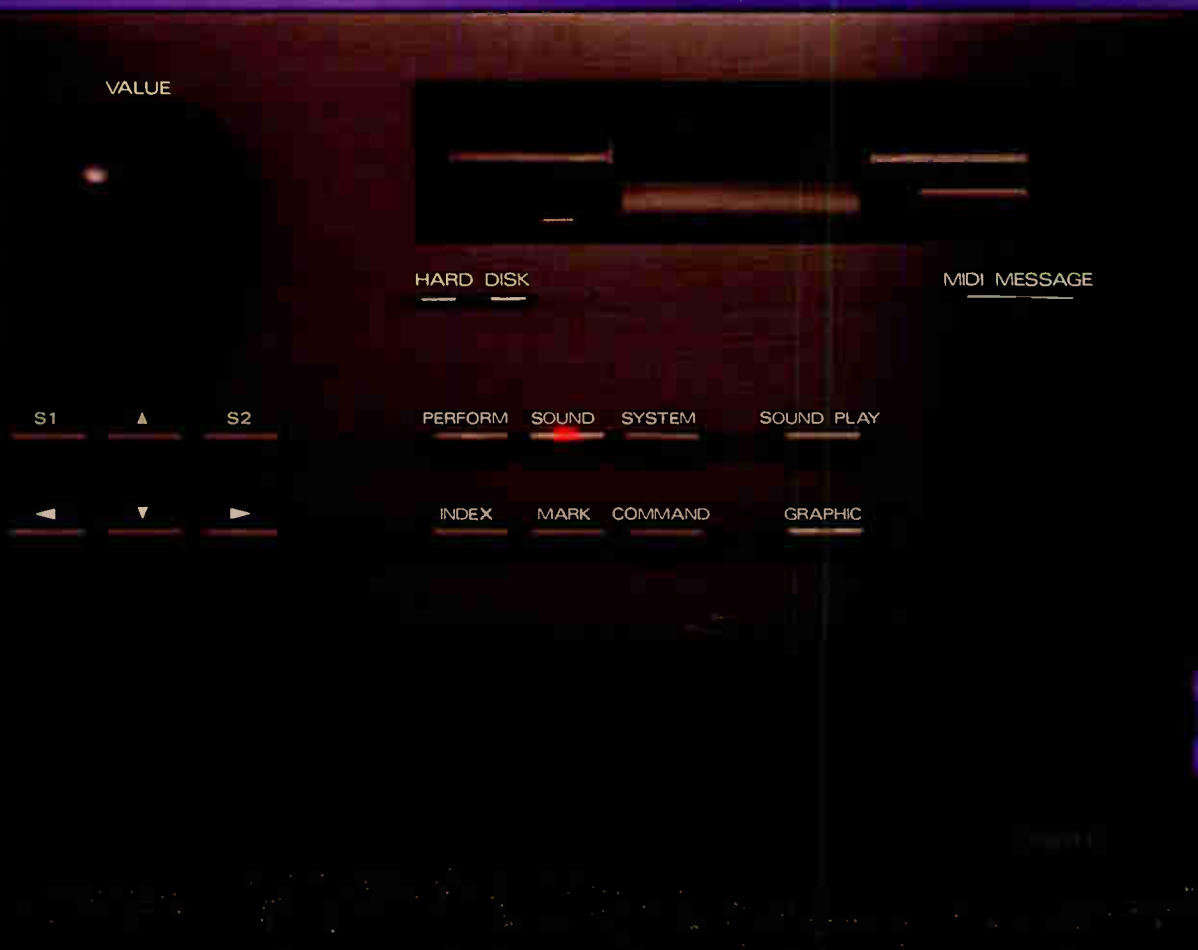 VALUE
HARD DISK
MIDI MESSAGE
S1 ▲ S2
PERFORM SOUND SYSTEM SOUND PLAY
◀ ▼ ▶
INDEX MARK COMMAND GRAPHIC